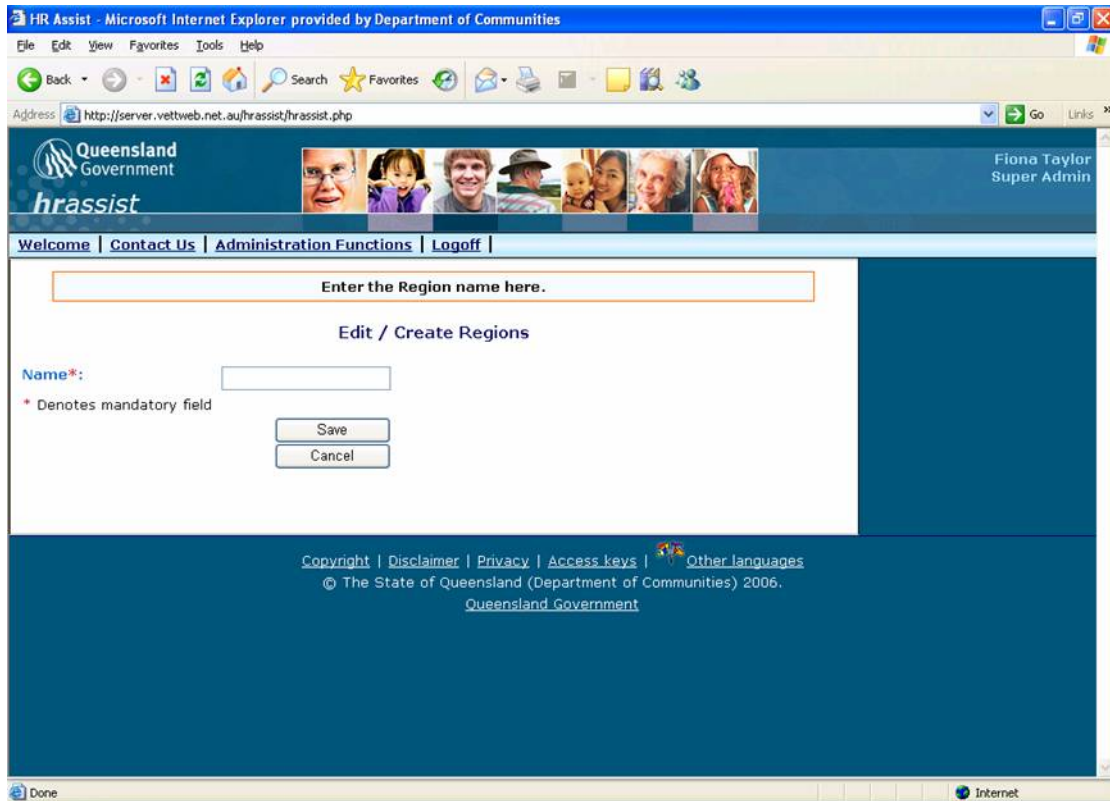 HR Assist - Microsoft Internet Explorer provided by Department of Communities
File Edit View Favorites Tools Help
Back Search Favorites
Address http://server.vettweb.net.au/hrassist/hrassist.php Go Links »
Queensland
Government
hrassist
Fiona Taylor
Super Admin
Welcome | Contact Us | Administration Functions | Logoff |
Enter the Region name here.
Edit / Create Regions
Name*:
* Denotes mandatory field
Save
Cancel
Copyright | Disclaimer | Privacy | Access keys | Other languages
© The State of Queensland (Department of Communities) 2006.
Queensland Government
Done Internet